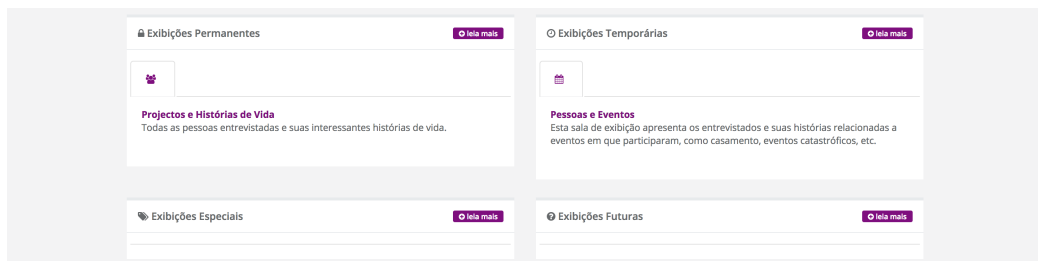 Exibições Permanentes
leia mais
Projectos e Histórias de Vida
Todas as pessoas entrevistadas e suas interessantes histórias de vida.
Exibições Temporárias
leia mais
Pessoas e Eventos
Esta sala de exibição apresenta os entrevistados e suas histórias relacionadas a
eventos em que participaram, como casamento, eventos catastróficos, etc.
Exibições Especiais
leia mais
Exibições Futuras
leia mais